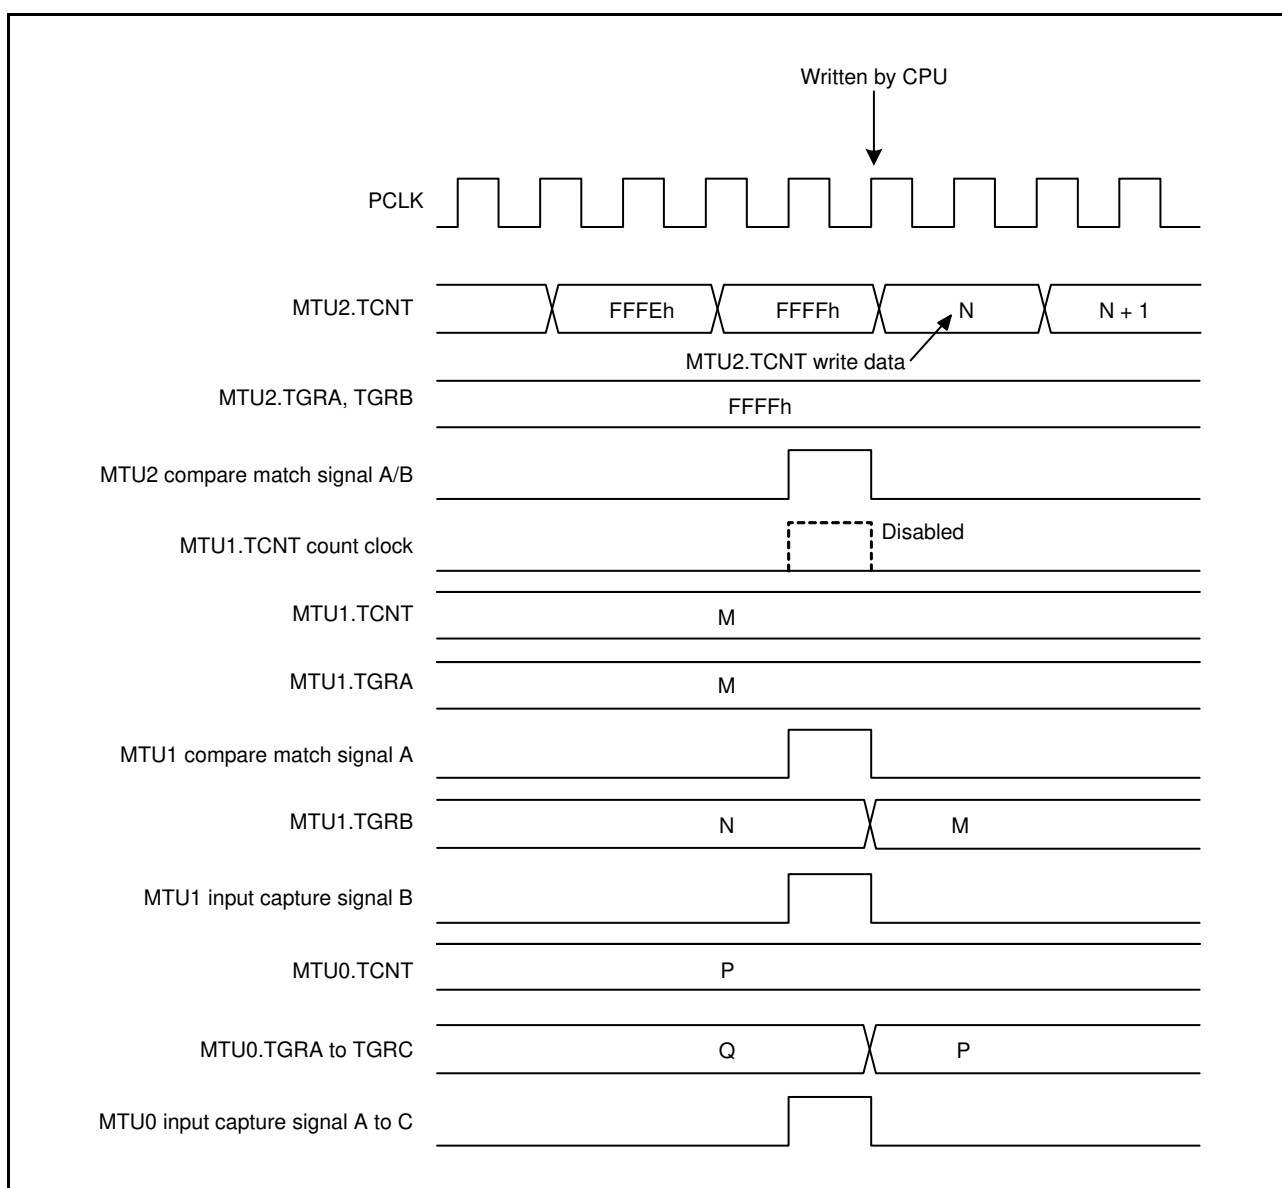 Written by CPU
PCLK
MTU2.TCNT FFFEh FFFFh N N + 1
MTU2.TCNT write data
MTU2.TGRA, TGRB FFFFh
MTU2 compare match signal A/B
MTU1.TCNT count clock Disabled
MTU1.TCNT M
MTU1.TGRA M
MTU1 compare match signal A
MTU1.TGRB N M
MTU1 input capture signal B
MTU0.TCNT P
MTU0.TGRA to TGRC Q P
MTU0 input capture signal A to C